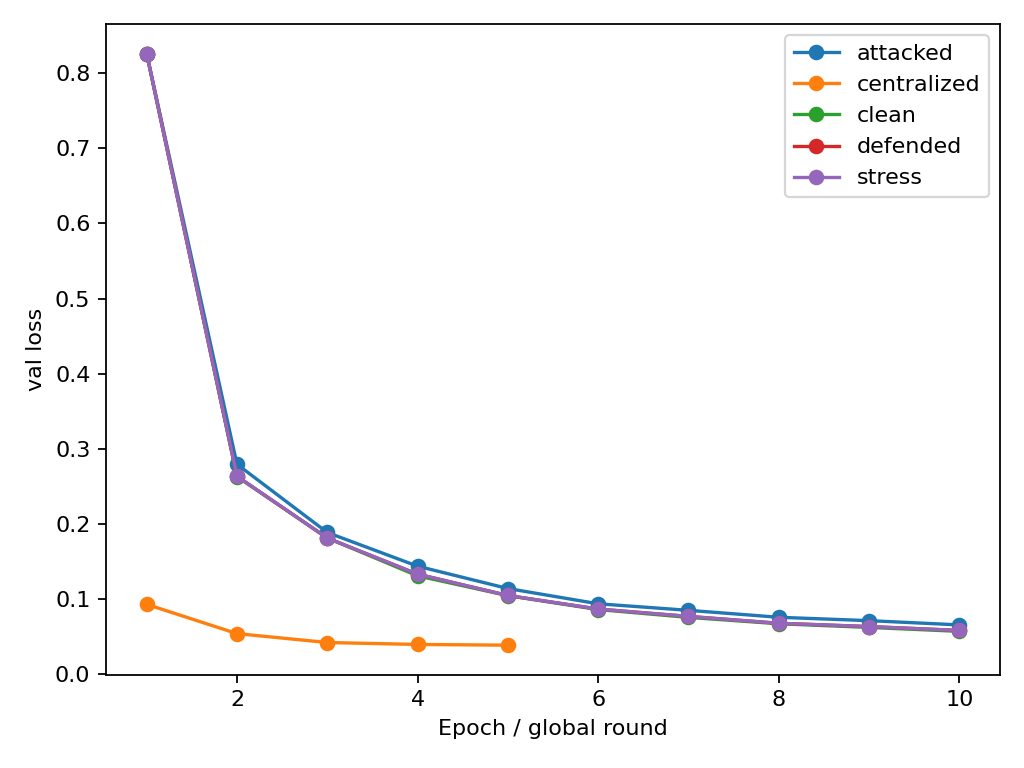 attacked
centralized
clean
defended
stress
val loss
0.8
0.7
0.6
0.5
0.4
0.3
0.2
0.1
0.0
2 4 6 8 10
Epoch / global round